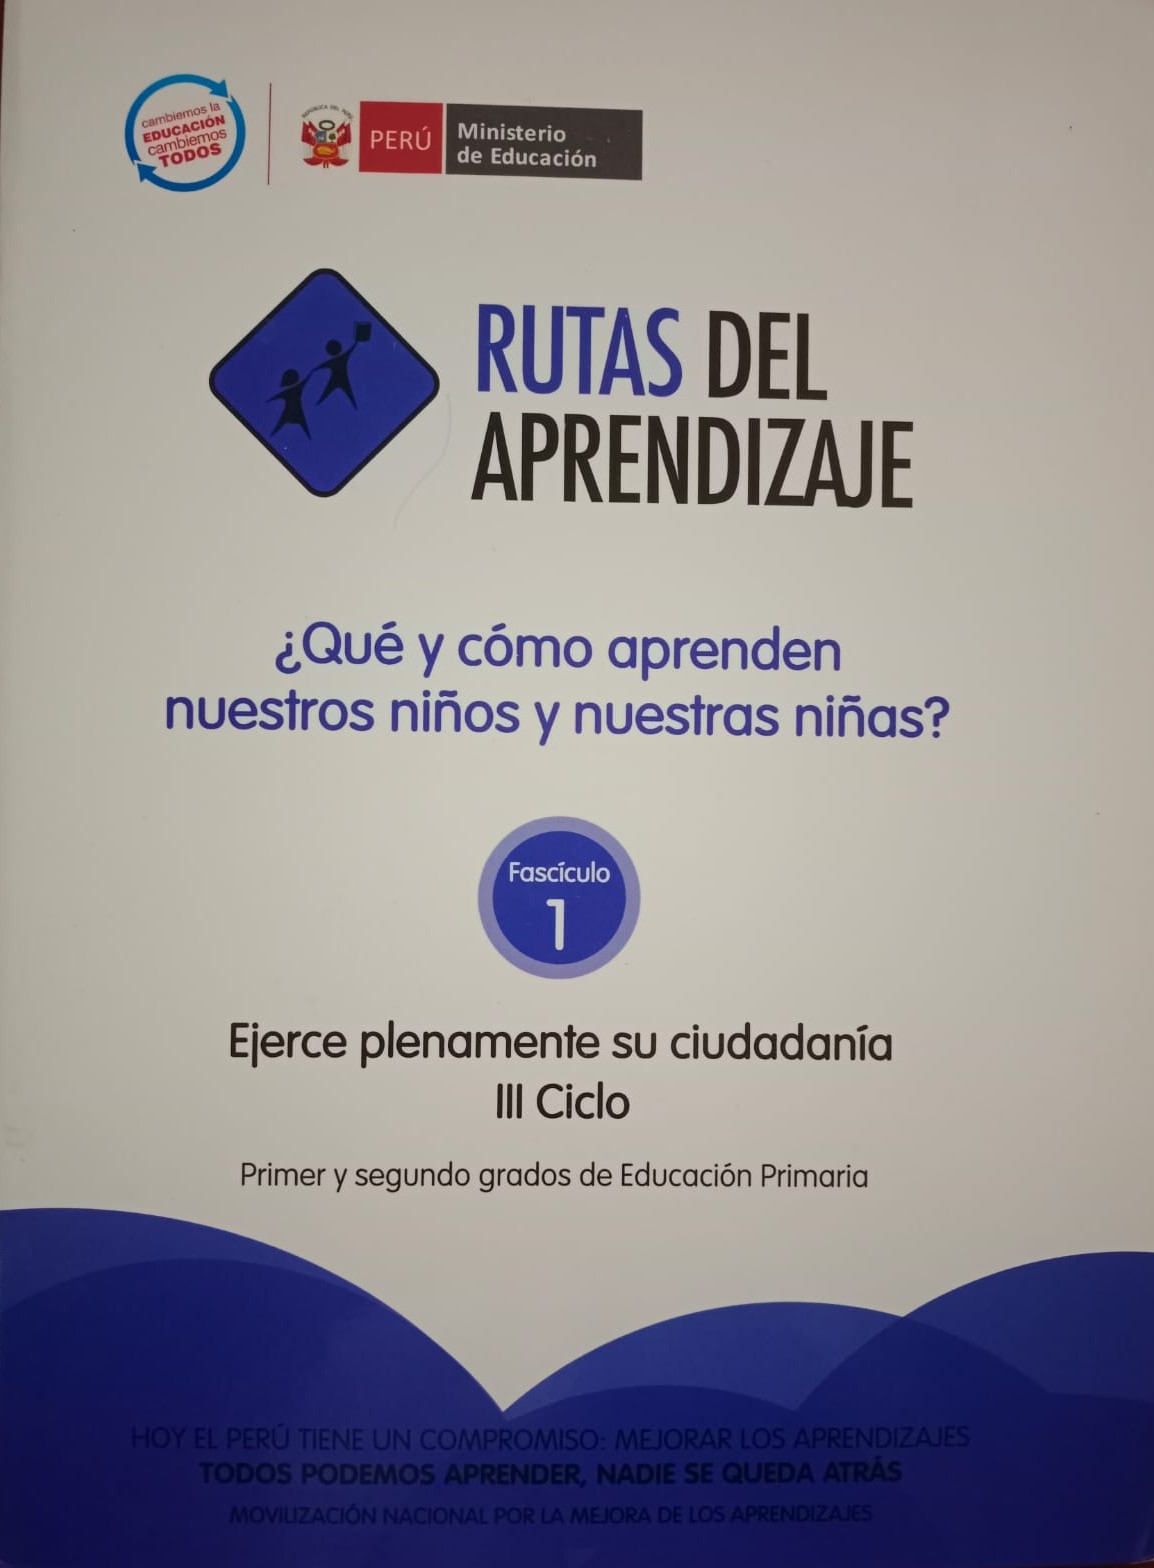 cambiemos la
EDUCACIÓN
cambiemos
TODOS
REPÚBLICA DEL PERÚ
PERÚ
Ministerio
de Educación
RUTAS DEL
APRENDIZAJE
¿Qué y cómo aprenden
nuestros niños y nuestras niñas?
Fascículo
1
Ejerce plenamente su ciudadanía
III Ciclo
Primer y segundo grados de Educación Primaria
HOY EL PERÚ TIENE UN COMPROMISO: MEJORAR LOS APRENDIZAJES
TODOS PODEMOS APRENDER, NADIE SE QUEDA ATRÁS
MOVILIZACIÓN NACIONAL POR LA MEJORA DE LOS APRENDIZAJES